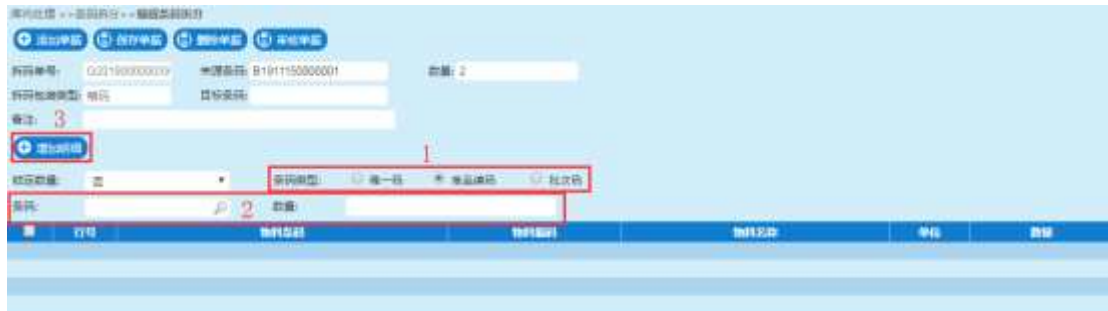 库内处理 >>条码拆分>>编辑条码拆分
添加单据 保存单据 删除单据 审核单据
拆码单号: 来源条码: B1911150000001 数量: 2
拆码包装类型: 箱码 目标条码:
备注: 3
增加明细 1
锁定数量: 否 条码类型: 唯一码 单品编码 批次码
条码: 2 数量:
行号 物料条码 物料编码 物料名称 单位 数量